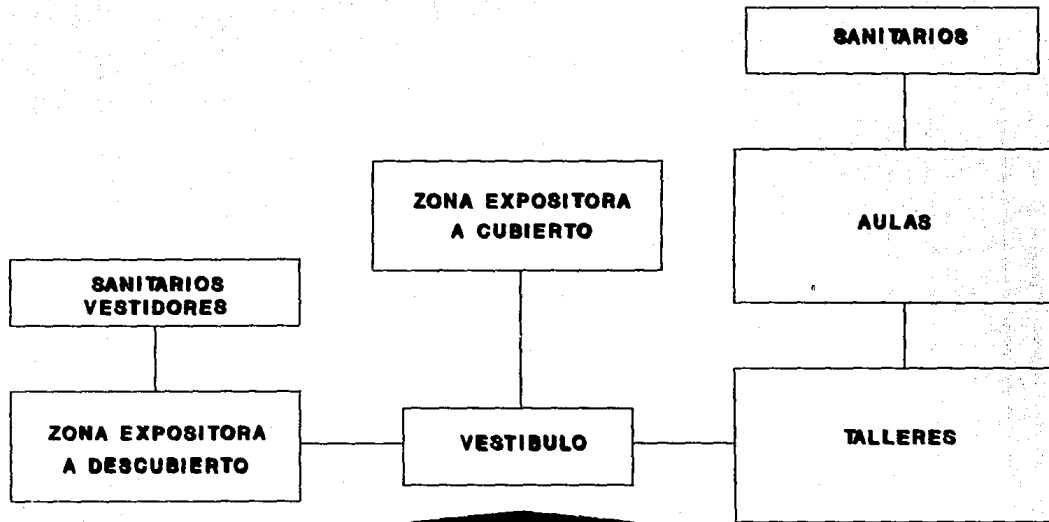 SANITARIOS
ZONA EXPOSITORA
A CUBIERTO
AULAS
SANITARIOS
VESTIDORES
ZONA EXPOSITORA
A DESCUBIERTO
VESTIBULO
TALLERES